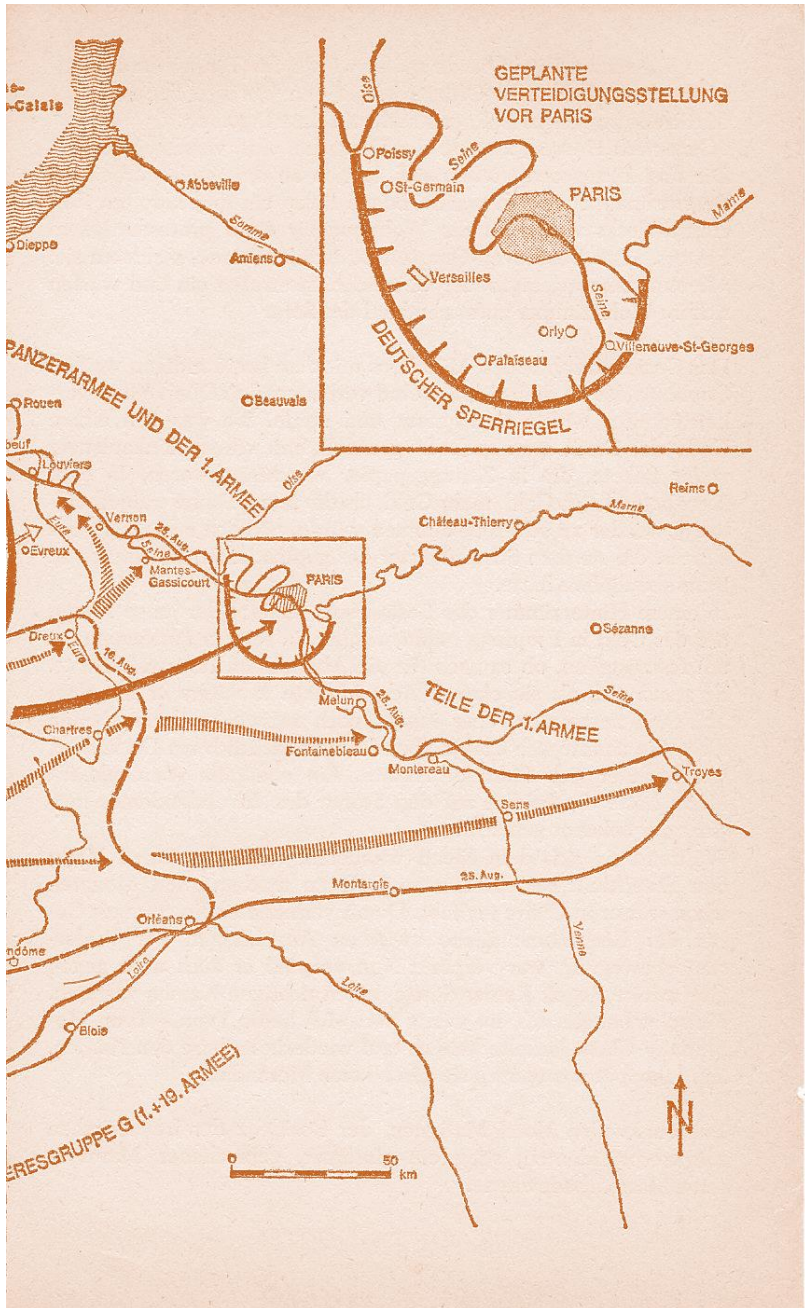 GEPLANTE
VERTEIDIGUNGSSTELLUNG
VOR PARIS
Oise
Poissy
Seine
St-Germain
PARIS
Marne
Versailles
Seine
Orly
Villeneuve-St-Georges
Palaiseau
DEUTSCHER SPERRIEGEL
s-Calais
Abbeville
Somme
Dieppe
Amiens
PANZERARMEE UND DER 1. ARMEE
Rouen
Beauvais
oeuf
Louviers
Oise
Reims
Vernon
25. Aug.
Château-Thierry
Marne
Eure
Seine
Evreux
Mantes-
Gassicourt
PARIS
Dreux
Eure
16. Aug.
Sézanne
Melun
25. Aug.
TEILE DER 1. ARMEE
Seine
Chartres
Fontainebleau
Montereau
Troyes
Sens
Montargis
25. Aug.
Orléans
Yonne
ndôme
Loire
Loire
Blois
ERESGRUPPE G (1.+19. ARMEE)
N
0 50
km